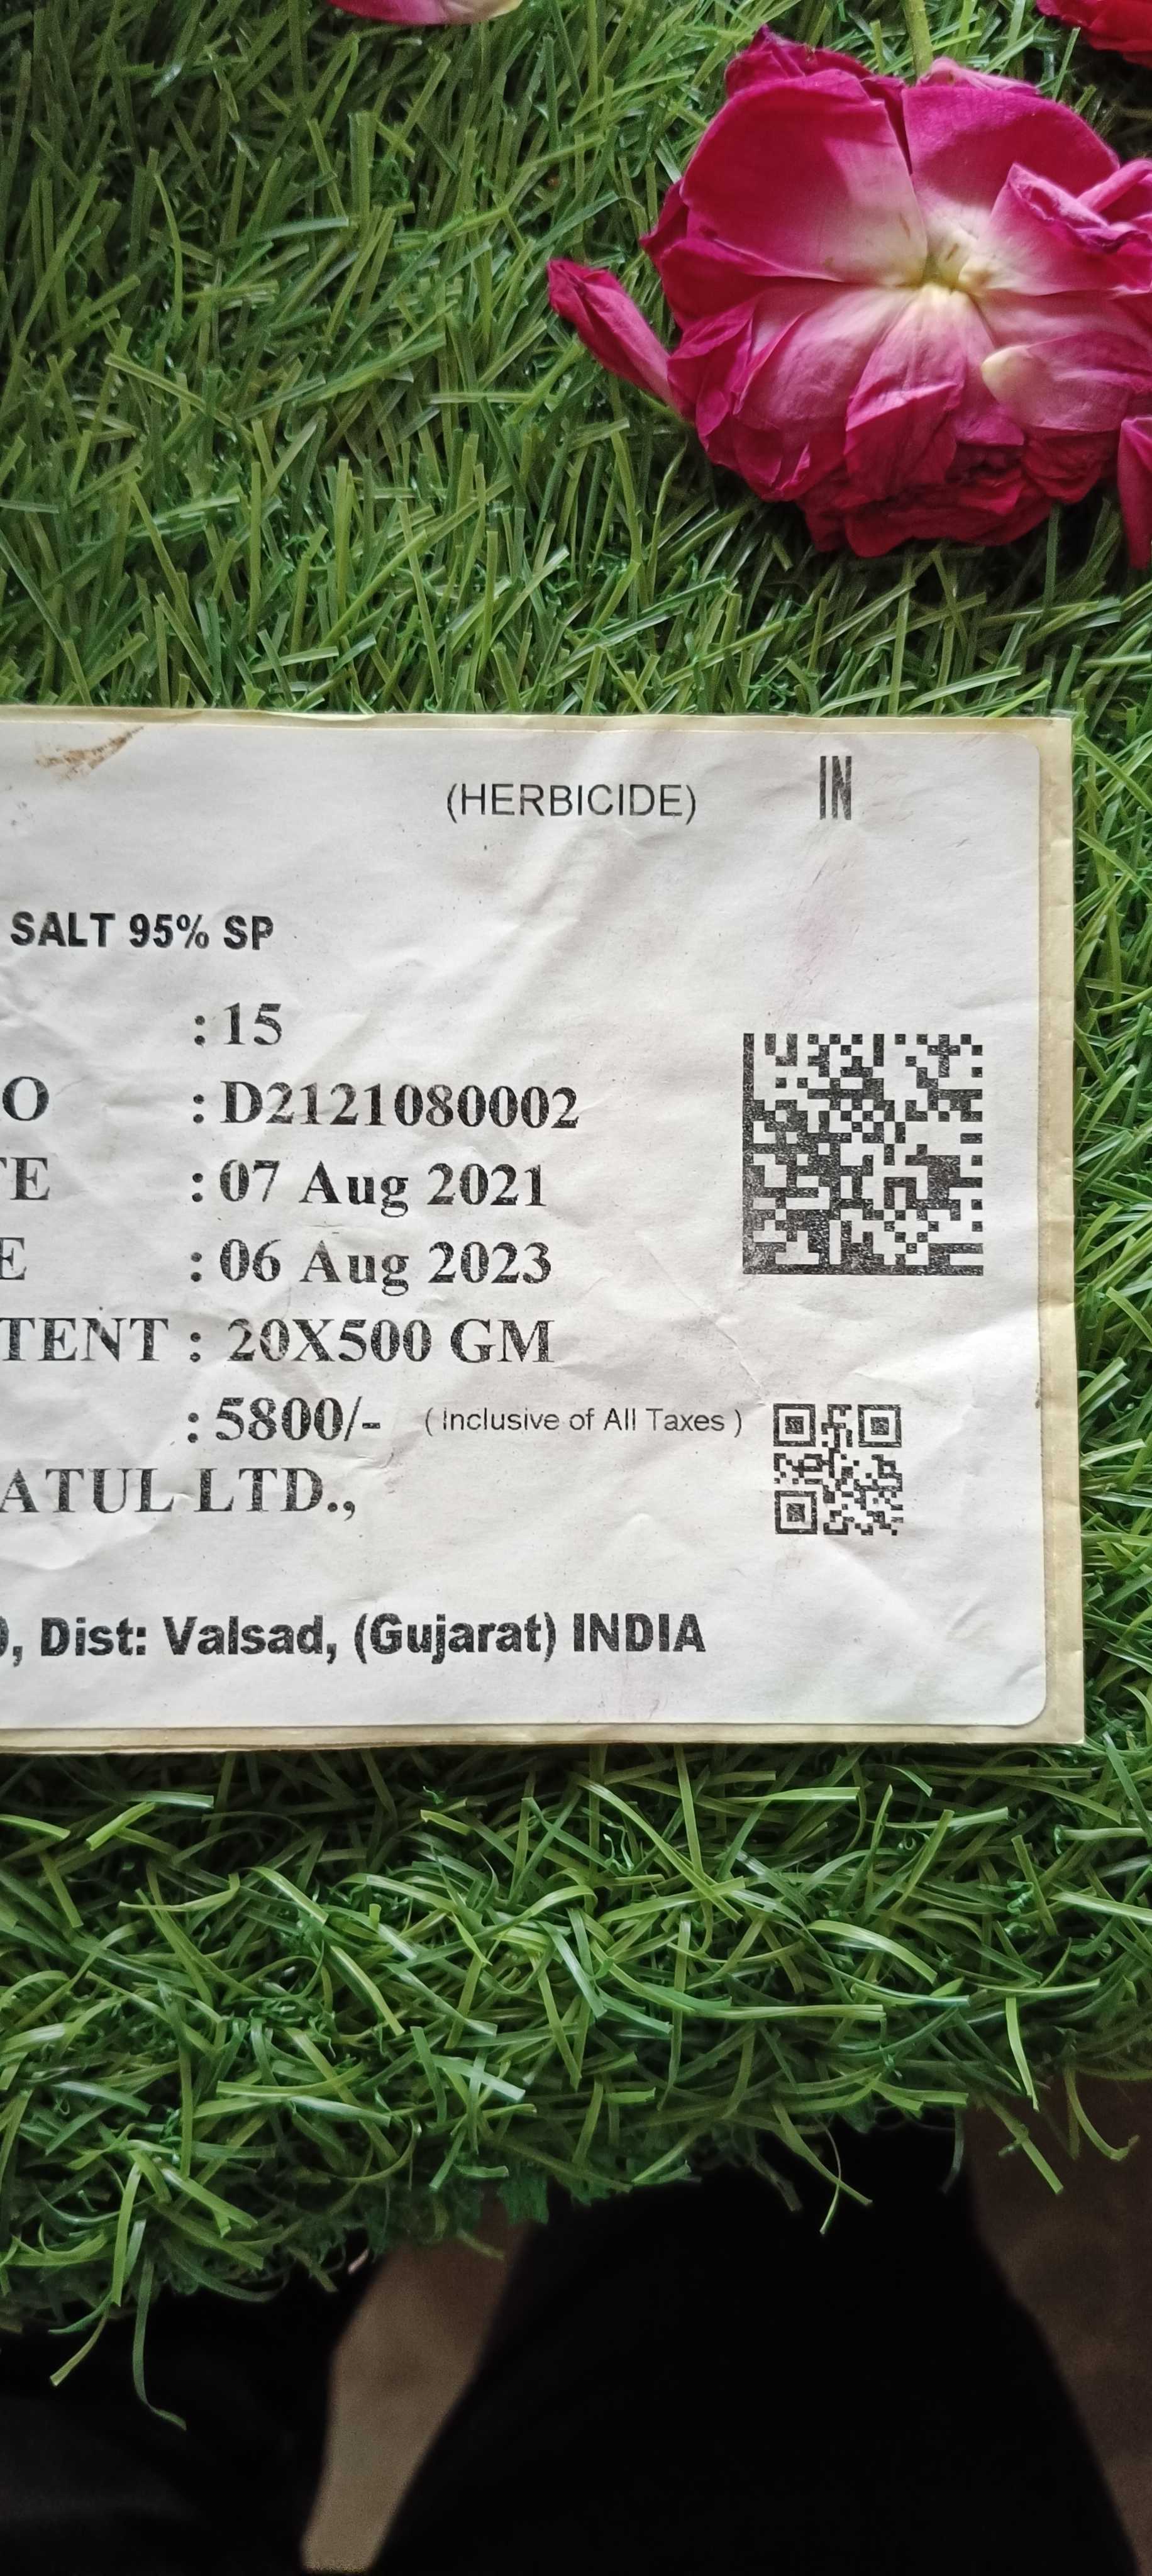 (HERBICIDE) IN
SALT 95% SP
: 15
O : D2121080002
TE : 07 Aug 2021
E : 06 Aug 2023
TENT : 20X500 GM
: 5800/- ( Inclusive of All Taxes )
ATUL LTD.,
), Dist: Valsad, (Gujarat) INDIA